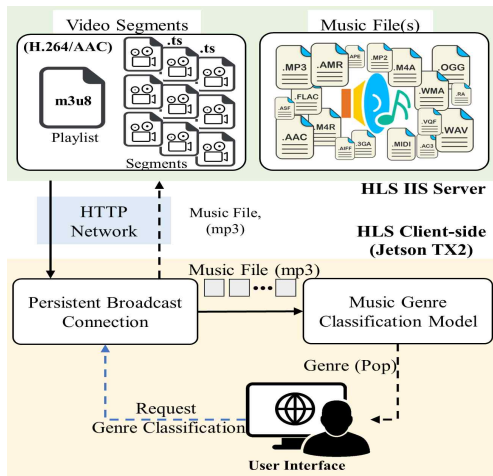 Video Segments
Music File(s)
(H.264/AAC)
.ts
.ts
m3u8
Playlist
Segments
.MP3
.AMR
.APE
.MP2
.M4A
.OGG
.FLAC
.WMA
.RA
.ASF
.AAC
.M4R
.VQF
.WAV
.AIFF
.3GA
.MIDI
.AC3
HLS IIS Server
HTTP
Network
Music File,
(mp3)
HLS Client-side
(Jetson TX2)
Music File (mp3)
Persistent Broadcast
Connection
Music Genre
Classification Model
Genre (Pop)
Request
Genre Classification
User Interface